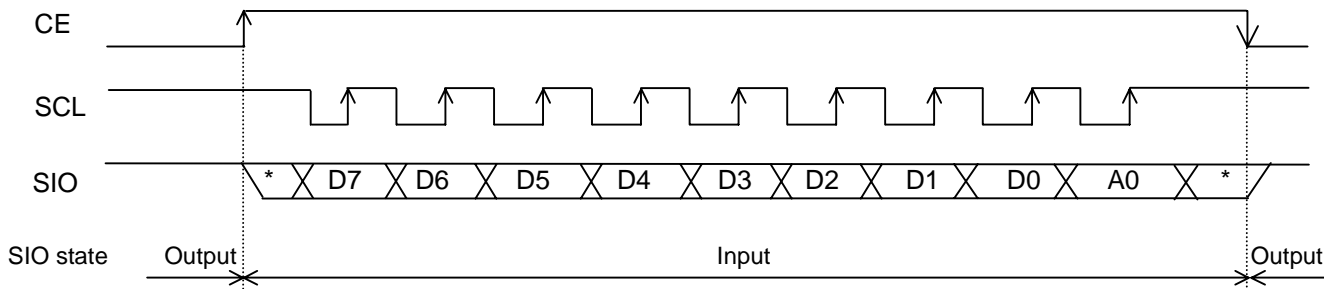 CE
SCL
SIO * D7 D6 D5 D4 D3 D2 D1 D0 A0 *
SIO state Output Input Output